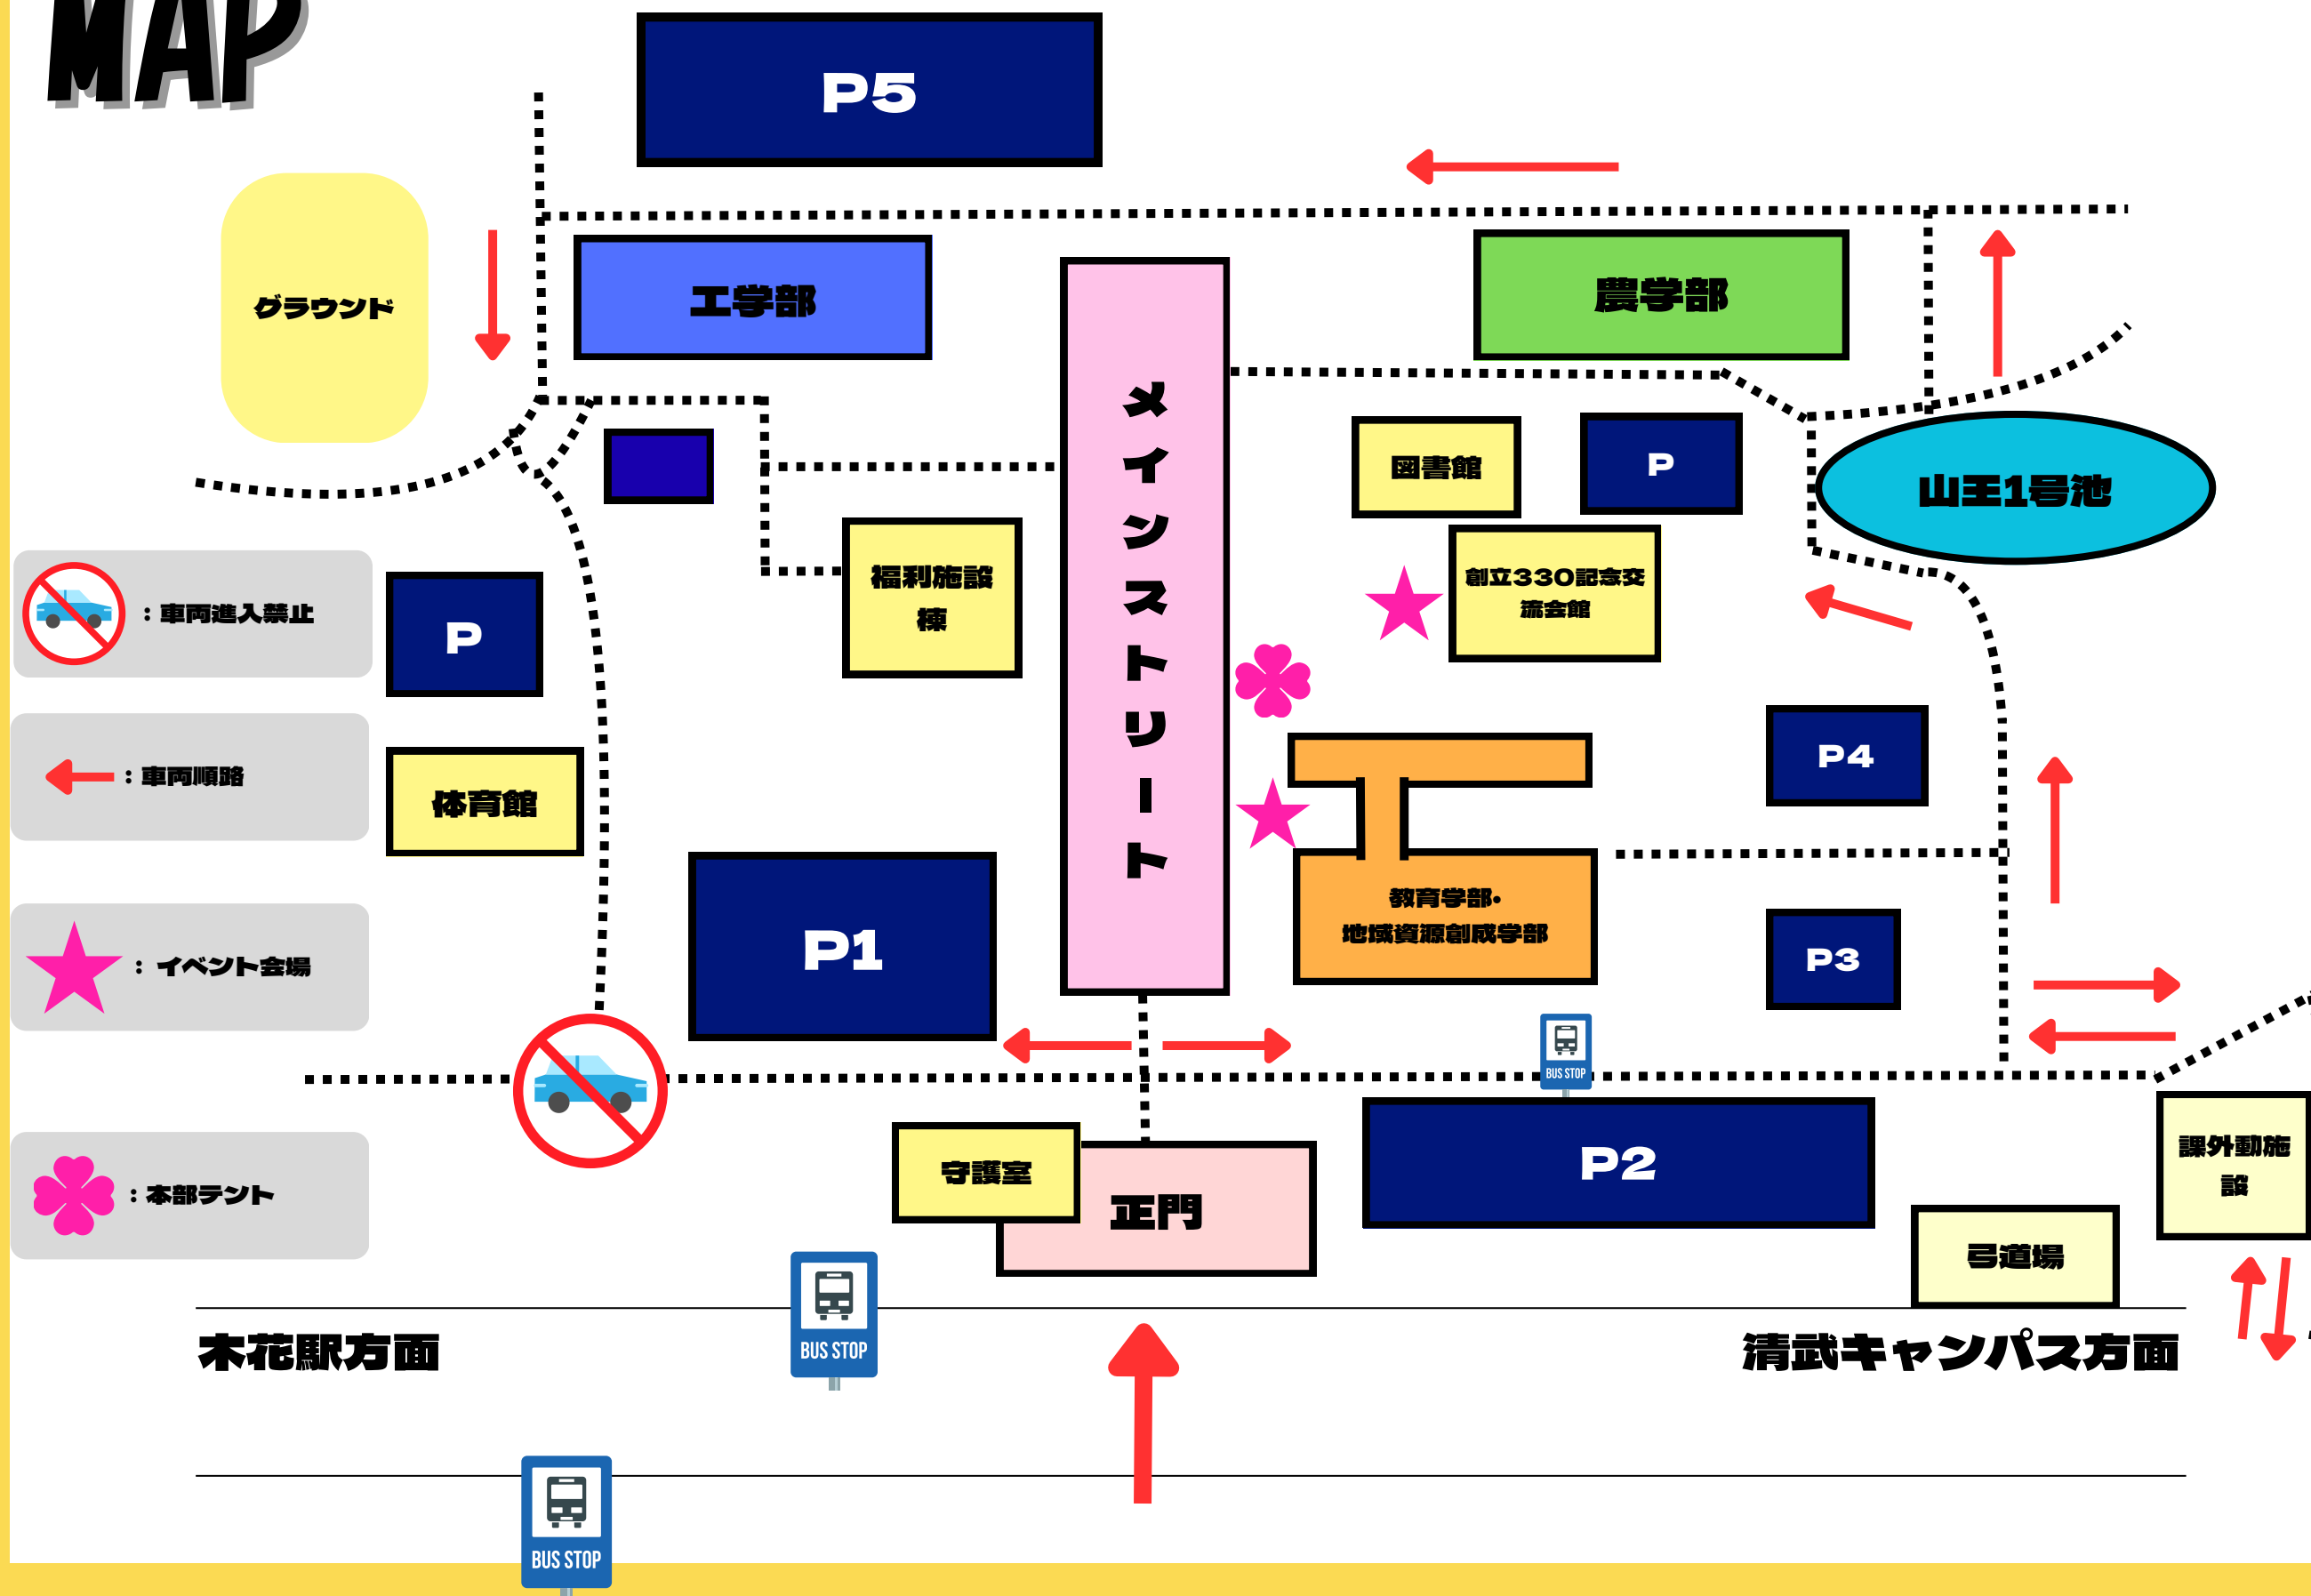 MAP
P5
グラウンド
工学部
農学部
メインストリート
図書館
P
山王1号池
福利施設
棟
創立330記念交
流会館
：車両進入禁止
P
：車両順路
体育館
P4
教育学部・
地域資源創成学部
P1
P3
：イベント会場
BUS STOP
守護室
正門
P2
課外動施
設
：本部テント
弓道場
BUS STOP
木花駅方面
清武キャンパス方面
BUS STOP